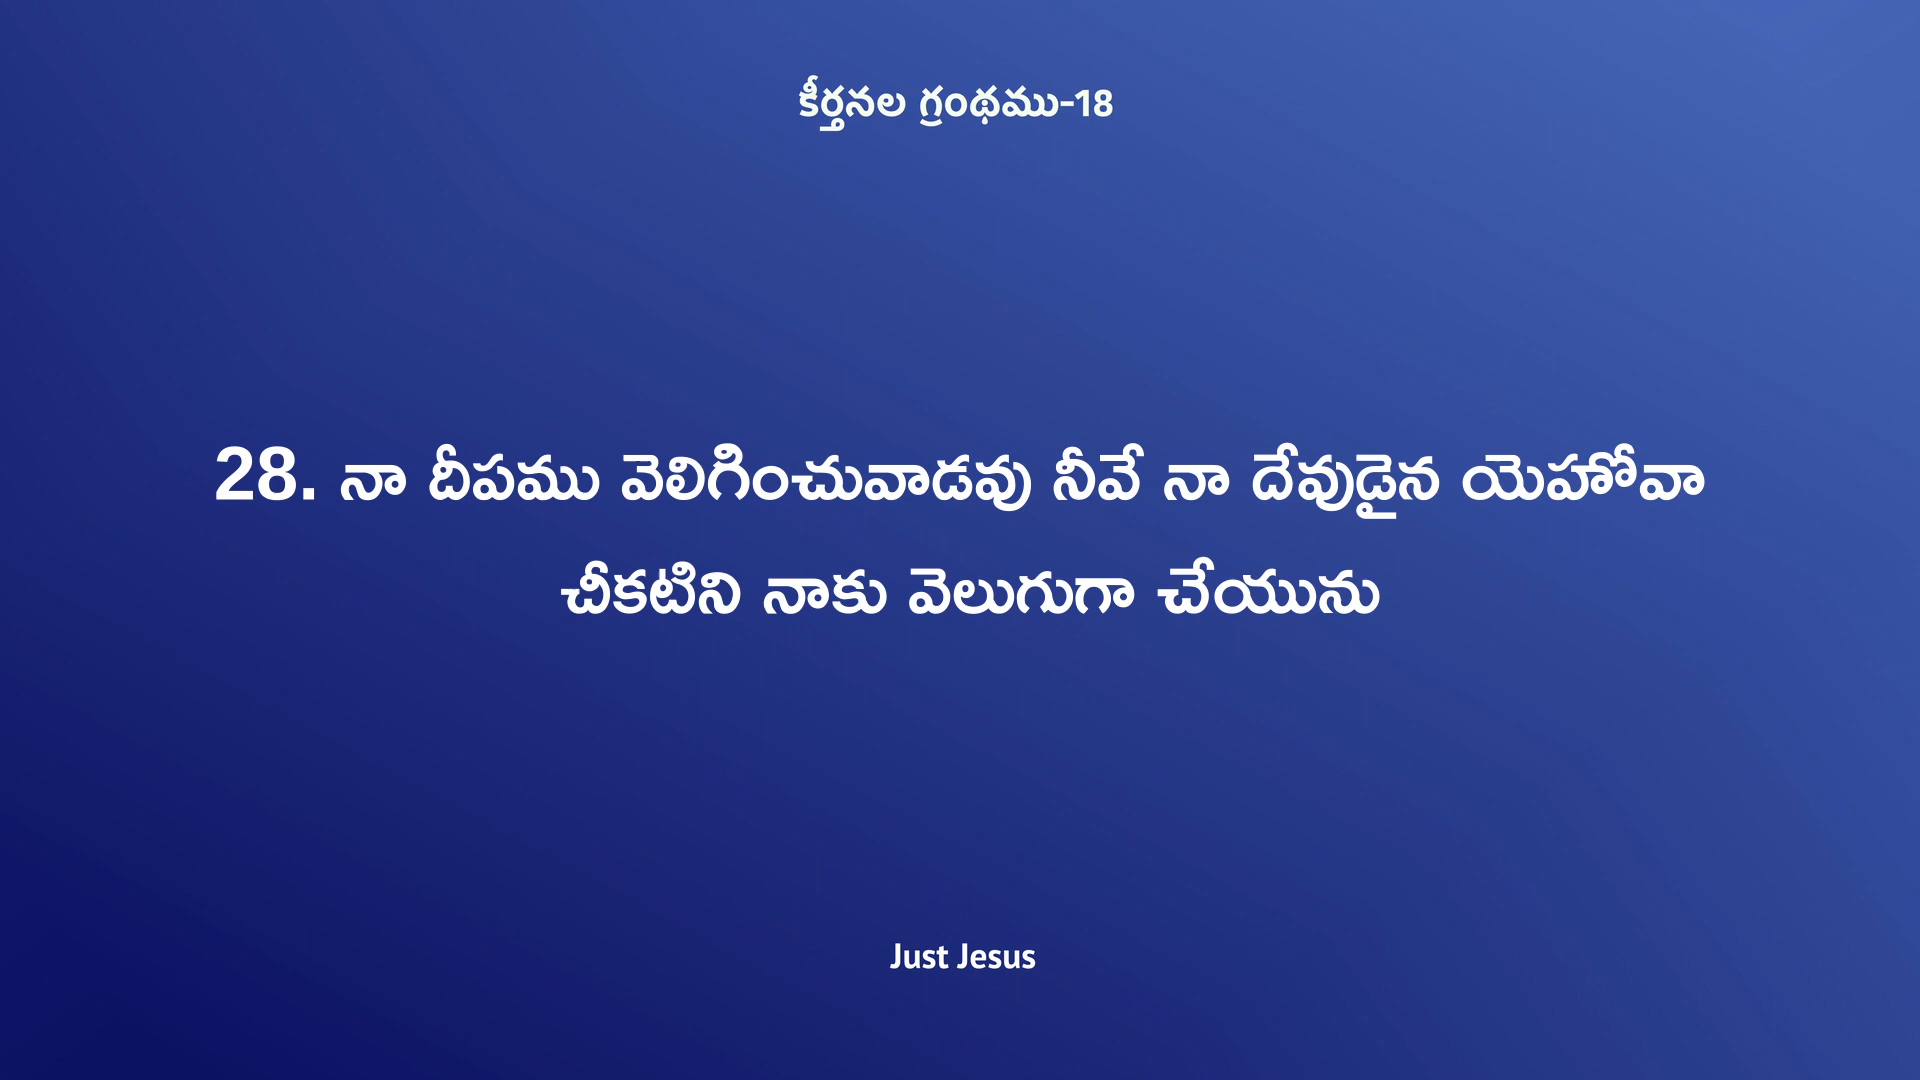 కీర్తనల గ్రంథము-18
28. నా దీపము వెలిగించువాడవు నీవే నా దేవుడైన యెహోవా
చీకటిని నాకు వెలుగుగా చేయును
Just Jesus